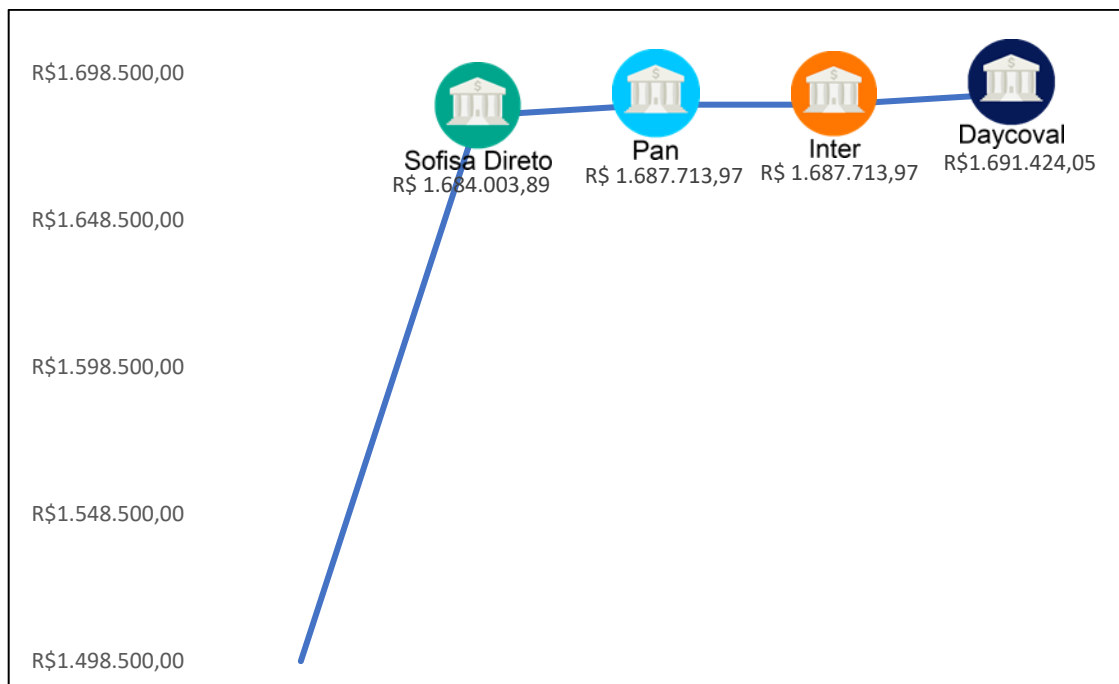 R$1.698.500,00
Sofisa Direto
R$ 1.684.003,89
Pan
R$ 1.687.713,97
Inter
R$ 1.687.713,97
Daycoval
R$1.691.424,05
R$1.648.500,00
R$1.598.500,00
R$1.548.500,00
R$1.498.500,00